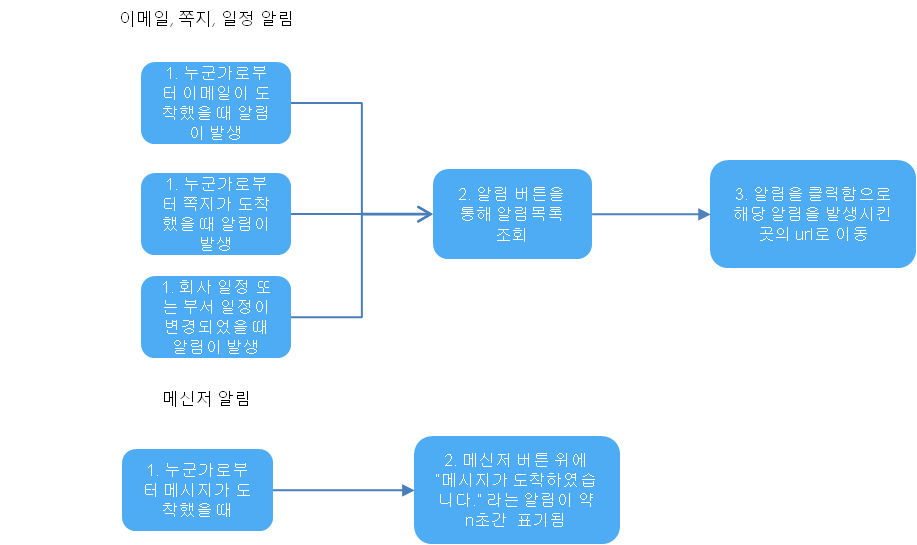 이메일, 쪽지, 일정 알림
1. 누군가로부
터 이메일이 도
착했을 때 알림
이 발생
1. 누군가로부
터 쪽지가 도착
했을 때 알림이
발생
1. 회사 일정 또
는 부서 일정이
변경되었을 때
알림이 발생
2. 알림 버튼을
통해 알림목록
조회
3. 알림을 클릭함으로
해당 알림을 발생시킨
곳의 url로 이동
메신저 알림
1. 누군가로부
터 메시지가 도
착했을 때
2. 메신저 버튼 위에
"메시지가 도착하였습
니다." 라는 알림이 약
n초간 표기됨